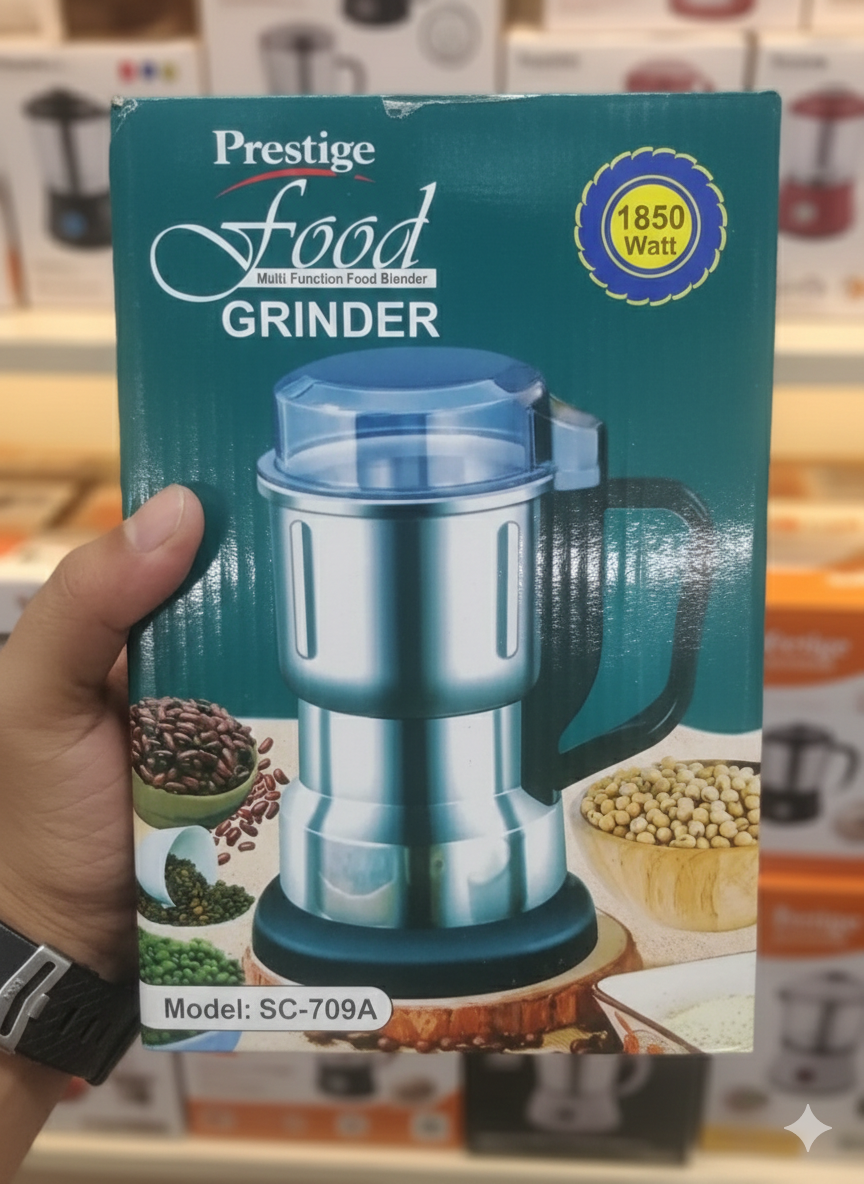 Prestige
food
Multi Function Food Blender
GRINDER
1850
Watt
Model: SC-709A